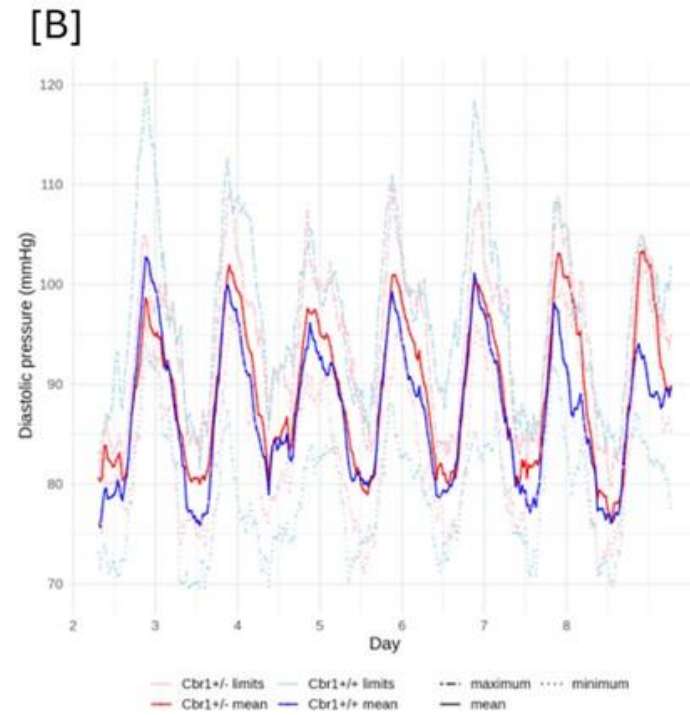 [B]
120
110
100
90
80
70
Diastolic pressure (mmHg)
2 3 4 5 6 7 8
Day
Cbr1+/- limits Cbr1+/+ limits maximum minimum
Cbr1+/- mean Cbr1+/+ mean mean